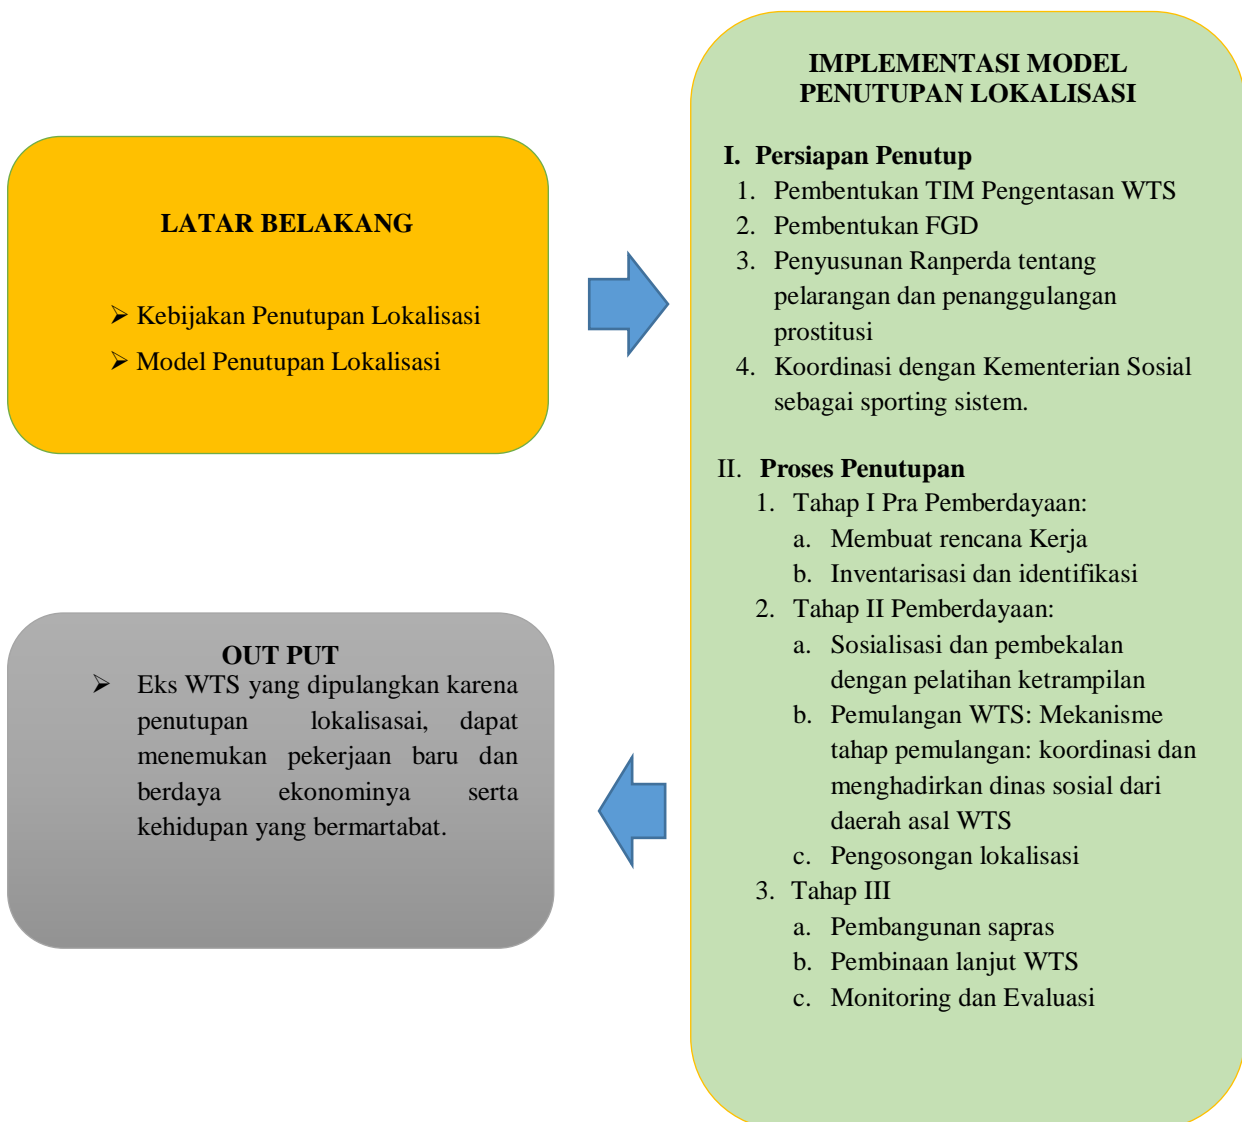 LATAR BELAKANG
➢ Kebijakan Penutupan Lokalisasi
➢ Model Penutupan Lokalisasi
IMPLEMENTASI MODEL
PENUTUPAN LOKALISASI
I. Persiapan Penutup
1. Pembentukan TIM Pengentasan WTS
2. Pembentukan FGD
3. Penyusunan Ranperda tentang
pelarangan dan penanggulangan
prostitusi
4. Koordinasi dengan Kementerian Sosial
sebagai sporting sistem.
II. Proses Penutupan
1. Tahap I Pra Pemberdayaan:
a. Membuat rencana Kerja
b. Inventarisasi dan identifikasi
2. Tahap II Pemberdayaan:
a. Sosialisasi dan pembekalan
dengan pelatihan ketrampilan
b. Pemulangan WTS: Mekanisme
tahap pemulangan: koordinasi dan
menghadirkan dinas sosial dari
daerah asal WTS
c. Pengosongan lokalisasi
3. Tahap III
a. Pembangunan sapras
b. Pembinaan lanjut WTS
c. Monitoring dan Evaluasi
OUT PUT
➢ Eks WTS yang dipulangkan karena
penutupan lokalisasai, dapat
menemukan pekerjaan baru dan
berdaya ekonominya serta
kehidupan yang bermartabat.